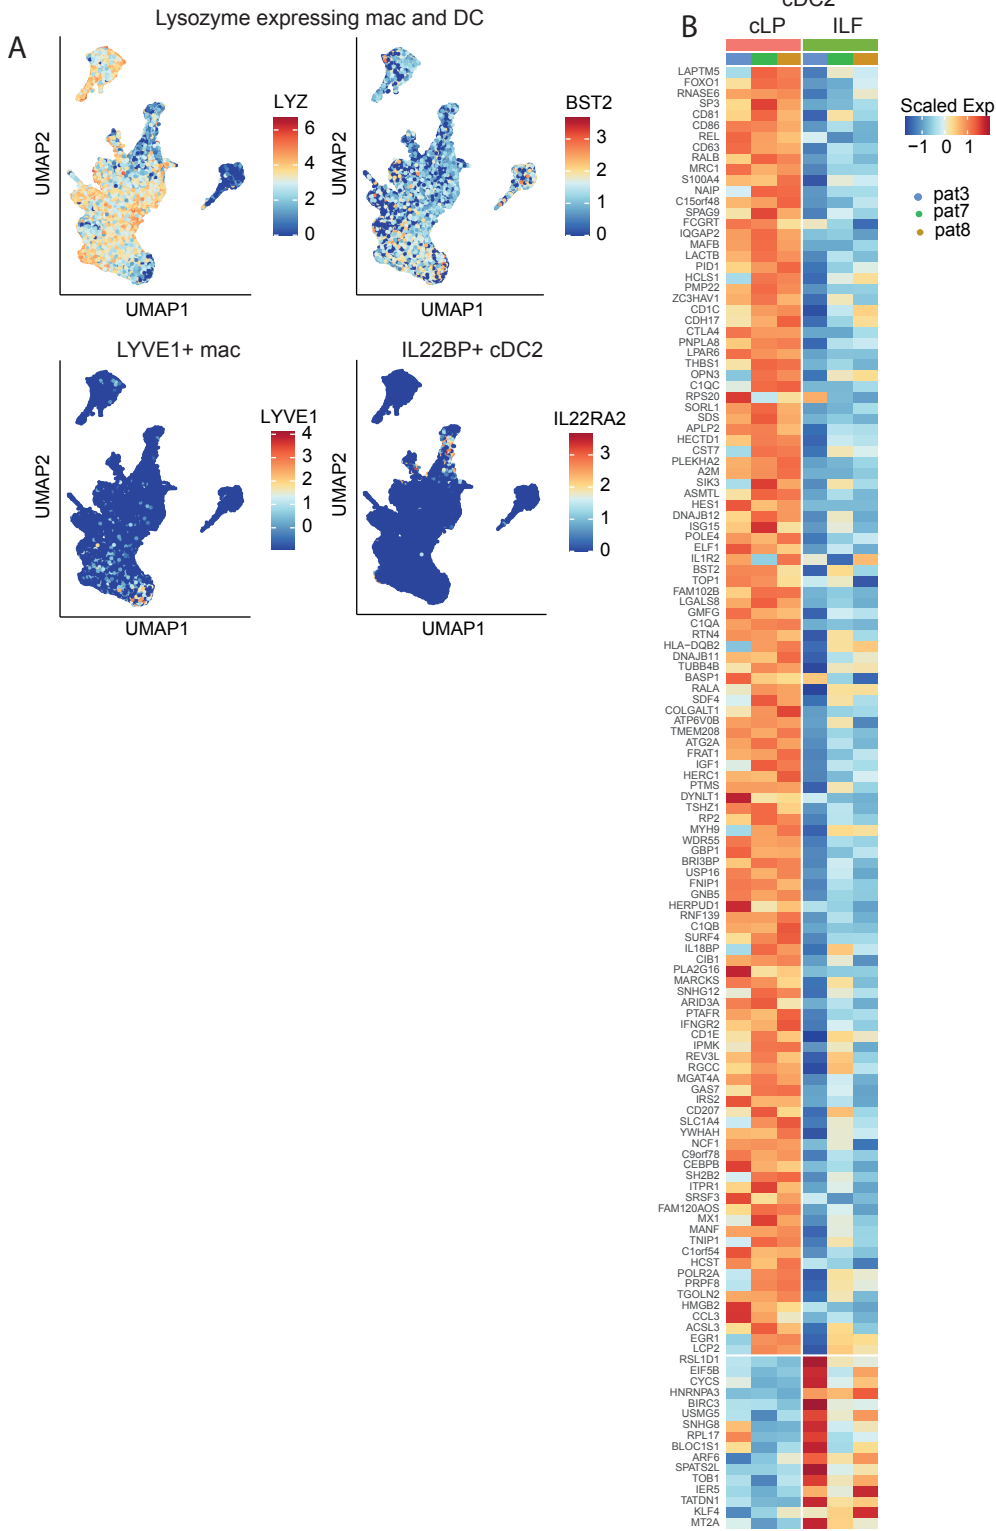 Lysozyme expressing mac and DC
A
LYZ
6
4
2
0
UMAP2
UMAP1
BST2
3
2
1
0
UMAP2
UMAP1
LYVE1+ mac
LYVE1
4
3
2
1
0
UMAP2
UMAP1
IL22BP+ cDC2
IL22RA2
3
2
1
0
UMAP2
UMAP1
B
cDC2
cLP ILF
LAPTM5
FOXO1
RNASE6
SP3
CD81
CD86
REL
CD63
RALB
MRC1
S100A4
NAIP
C15orf48
SPAG9
FCGRT
IQGAP2
MAFB
LACTB
PID1
HCLS1
PMP22
ZC3HAV1
CD1C
CDH17
CTLA4
PNPLA8
LPAR6
THBS1
OPN3
C1QC
RPS20
SORL1
SDS
APLP2
HECTD1
CST7
PLEKHA2
A2M
SIK3
ASMTL
HES1
DNAJB12
ISG15
POLE4
ELF1
IL1R2
BST2
TOP1
FAM102B
LGALS8
GMFG
C1QA
RTN4
HLA−DQB2
DNAJB11
TUBB4B
BASP1
RALA
SDF4
COLGALT1
ATP6V0B
TMEM208
ATG2A
FRAT1
IGF1
HERC1
PTMS
DYNLT1
TSHZ1
RP2
MYH9
WDR55
GBP1
BRI3BP
USP16
FNIP1
GNB5
HERPUD1
RNF139
C1QB
SURF4
IL18BP
CIB1
PLA2G16
MARCKS
SNHG12
ARID3A
PTAFR
IFNGR2
CD1E
IPMK
REV3L
RGCC
MGAT4A
GAS7
IRS2
CD207
SLC1A4
YWHAH
NCF1
C9orf78
CEBPB
SH2B2
ITPR1
SRSF3
FAM120AOS
MX1
MANF
TNIP1
C1orf54
HCST
POLR2A
PRPF8
TGOLN2
HMGB2
CCL3
ACSL3
EGR1
LCP2
RSL1D1
EIF5B
CYCS
HNRNPA3
BIRC3
USMG5
SNHG8
RPL17
BLOC1S1
ARF6
SPATS2L
TOB1
IER5
TATDN1
KLF4
MT2A
Scaled Exp
−1 0 1
pat3
pat7
pat8